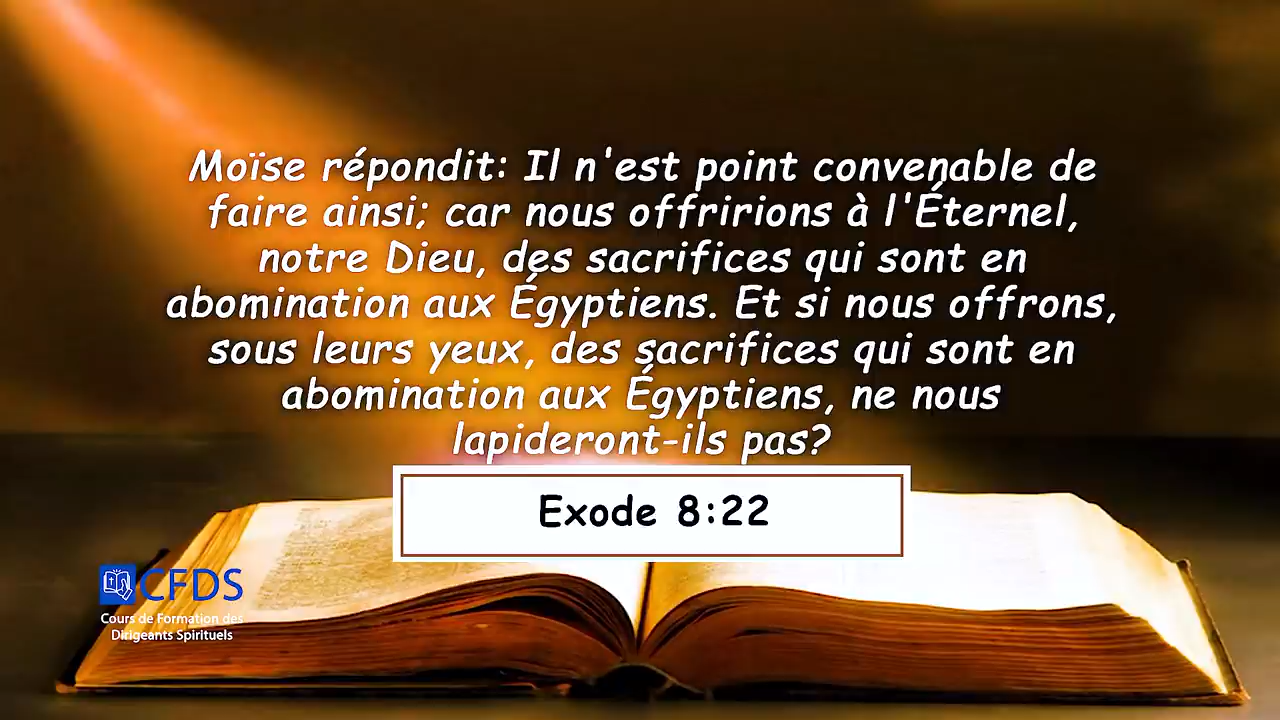 Moïse répondit: Il n'est point convenable de
faire ainsi; car nous offririons à l'Éternel,
notre Dieu, des sacrifices qui sont en
abomination aux Égyptiens. Et si nous offrons,
sous leurs yeux, des sacrifices qui sont en
abomination aux Égyptiens, ne nous
lapideront-ils pas?
Exode 8:22
CFDS
Cours de Formation des
Dirigeants Spirituels